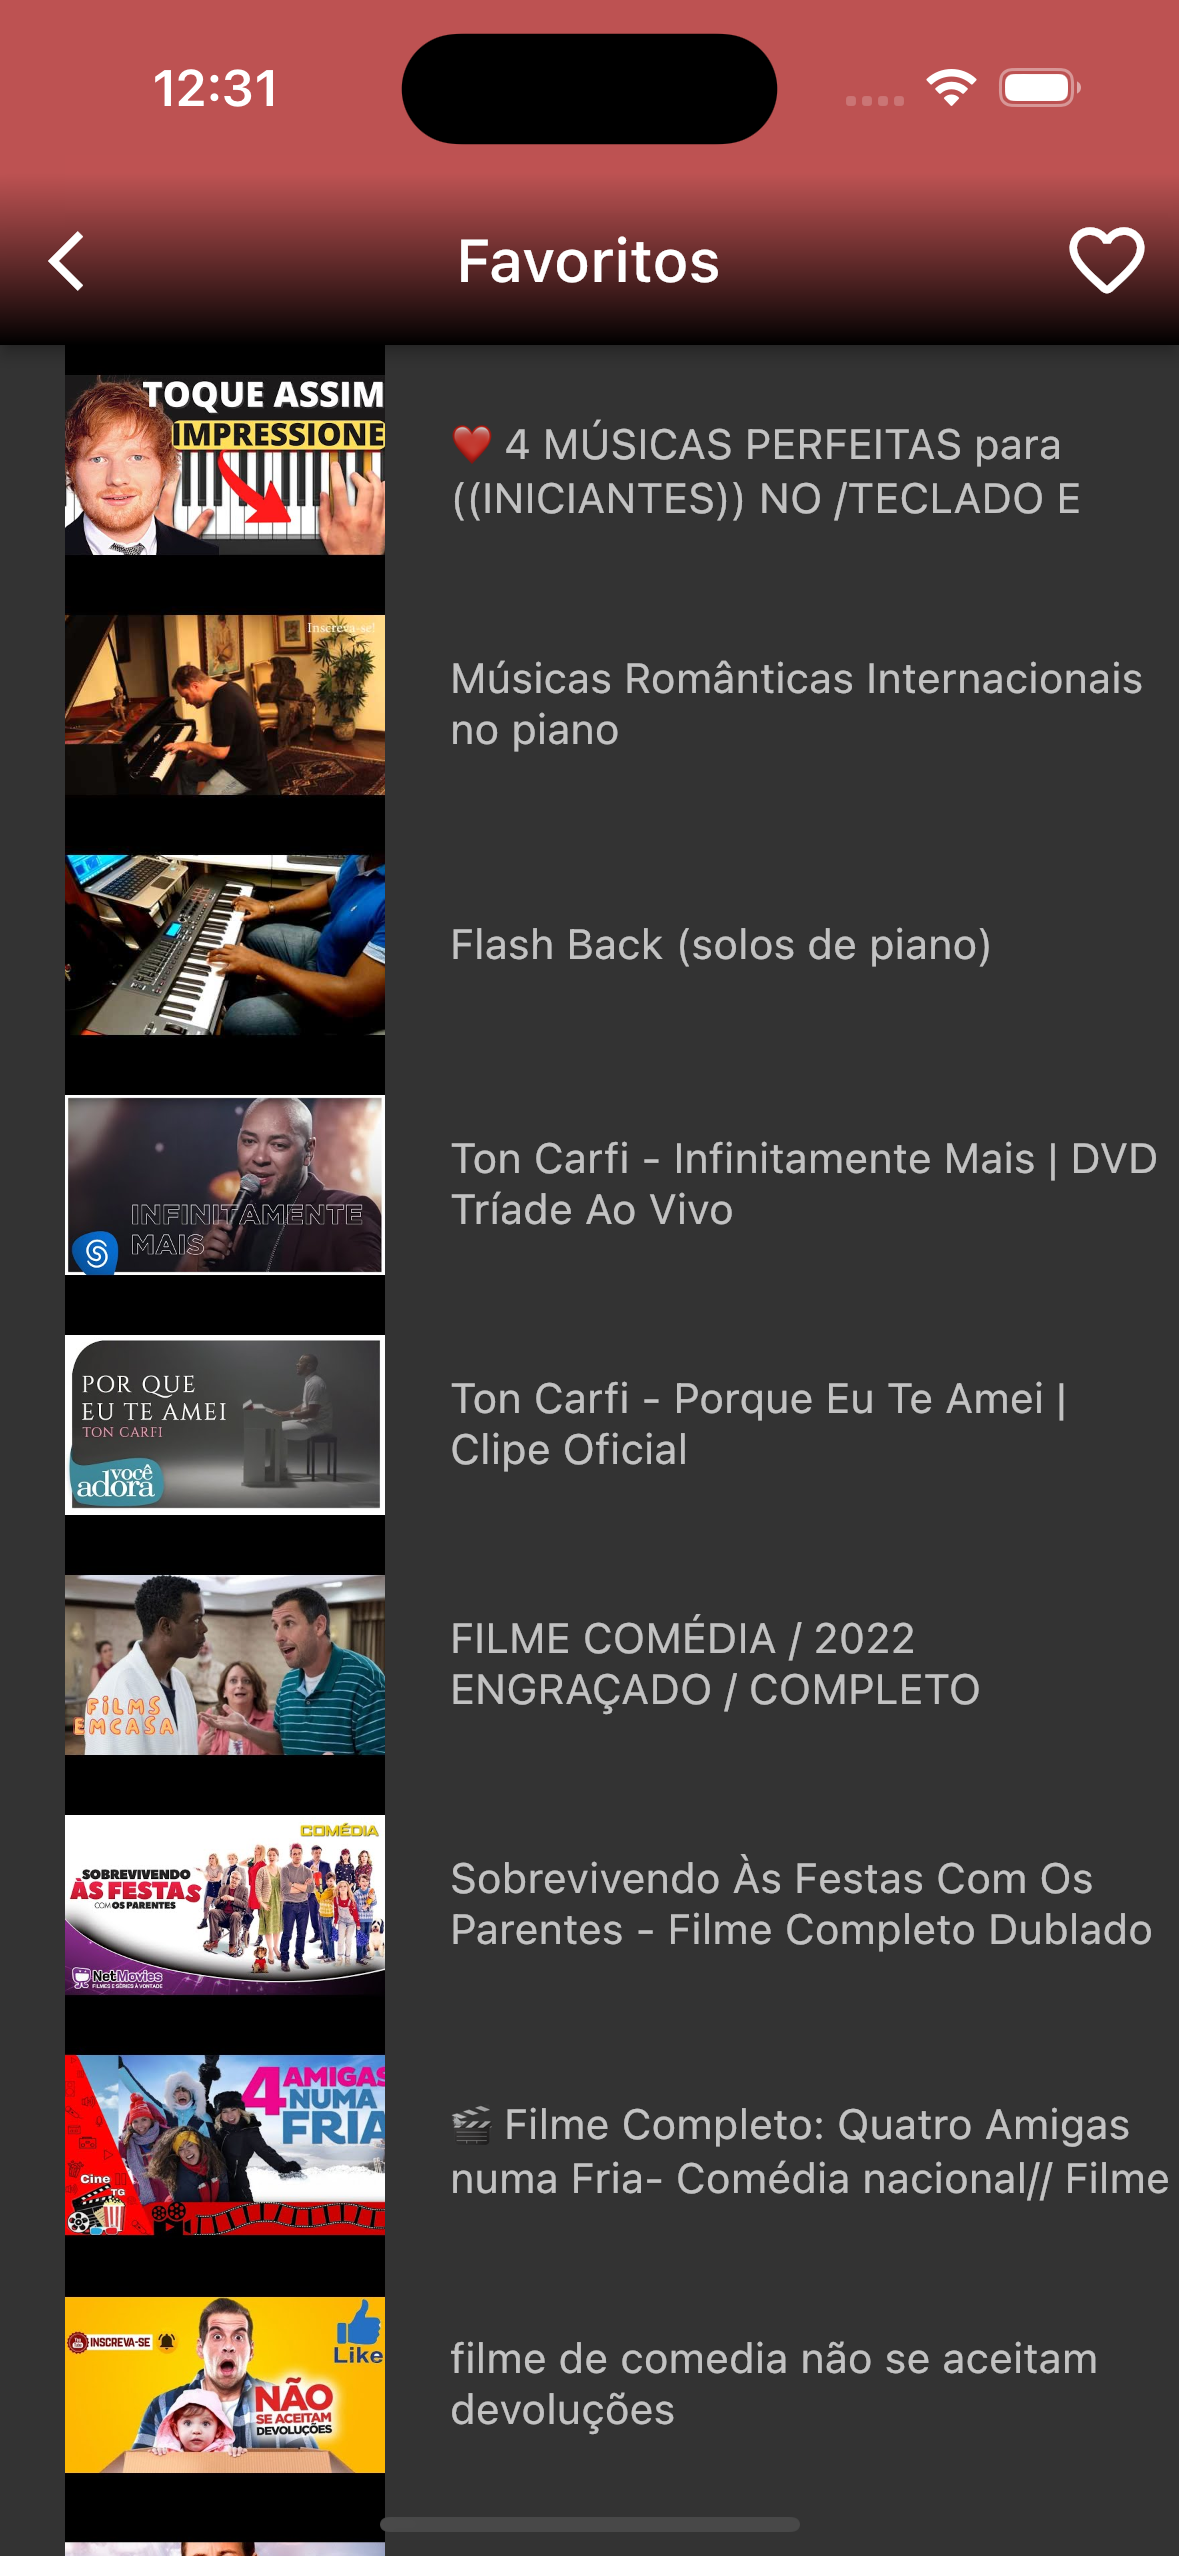 12:31
Favoritos
TOQUE ASSIM
IMPRESSIONE
❤️ 4 MÚSICAS PERFEITAS para
((INICIANTES)) NO /TECLADO E
Inscreva-se!
Músicas Românticas Internacionais
no piano
Flash Back (solos de piano)
INFINITAMENTE
MAIS
Ton Carfi - Infinitamente Mais | DVD
Tríade Ao Vivo
POR QUE
EU TE AMEI
TON CARFI
você
adora
Ton Carfi - Porque Eu Te Amei |
Clipe Oficial
FILMS
EMCASA
FILME COMÉDIA / 2022
ENGRAÇADO / COMPLETO
COMÉDIA
SOBREVIVENDO
ÀS FESTAS
COM OS PARENTES
NetMovies
FILMES E SÉRIES À VONTADE
Sobrevivendo Às Festas Com Os
Parentes - Filme Completo Dublado
4 AMIGAS
NUMA
FRIA
Cine
TG
🎬 Filme Completo: Quatro Amigas
numa Fria- Comédia nacional// Filme
INSCREVA-SE
Like
NÃO
SE ACEITAM
DEVOLUÇÕES
filme de comedia não se aceitam
devoluções